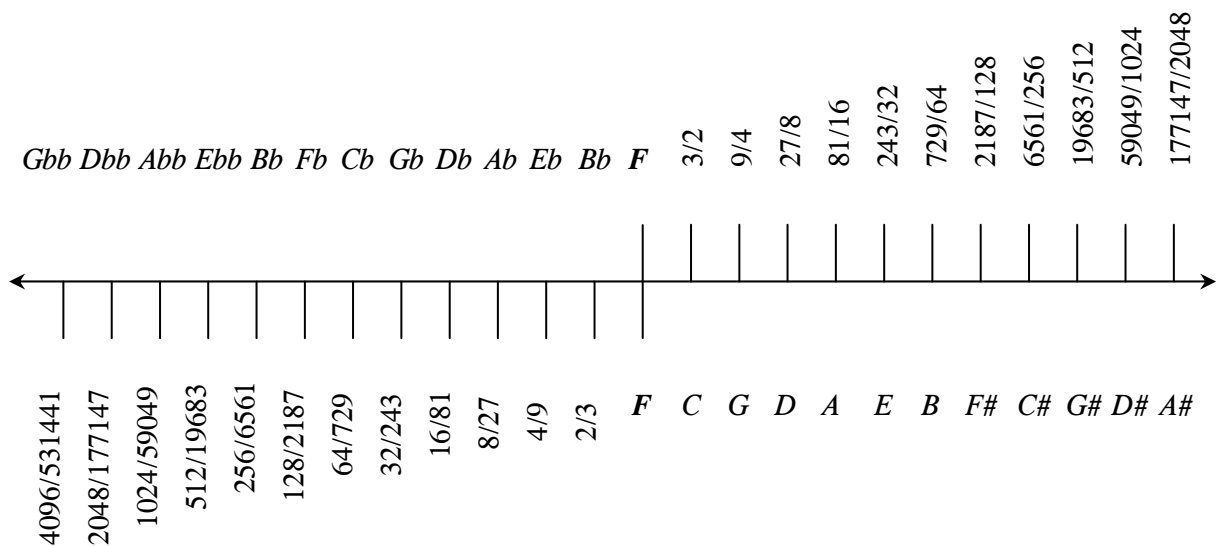 3/2 9/4 27/8 81/16 243/32 729/64 2187/128 6561/256 19683/512 59049/1024 177147/2048
Gbb Dbb Abb Ebb Bb Fb Cb Gb Db Ab Eb Bb F
F C G D A E B F# C# G# D# A#
4096/531441 2048/177147 1024/59049 512/19683 256/6561 128/2187 64/729 32/243 16/81 8/27 4/9 2/3